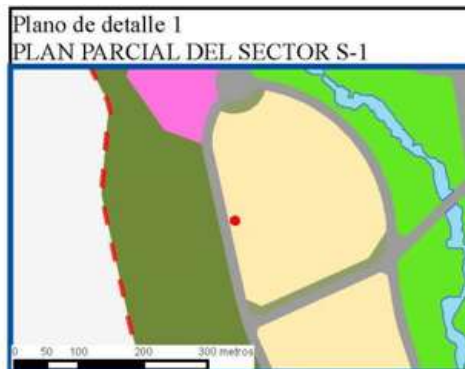 Plano de detalle 1
PLAN PARCIAL DEL SECTOR S-1
0 50 100 200 300 metros